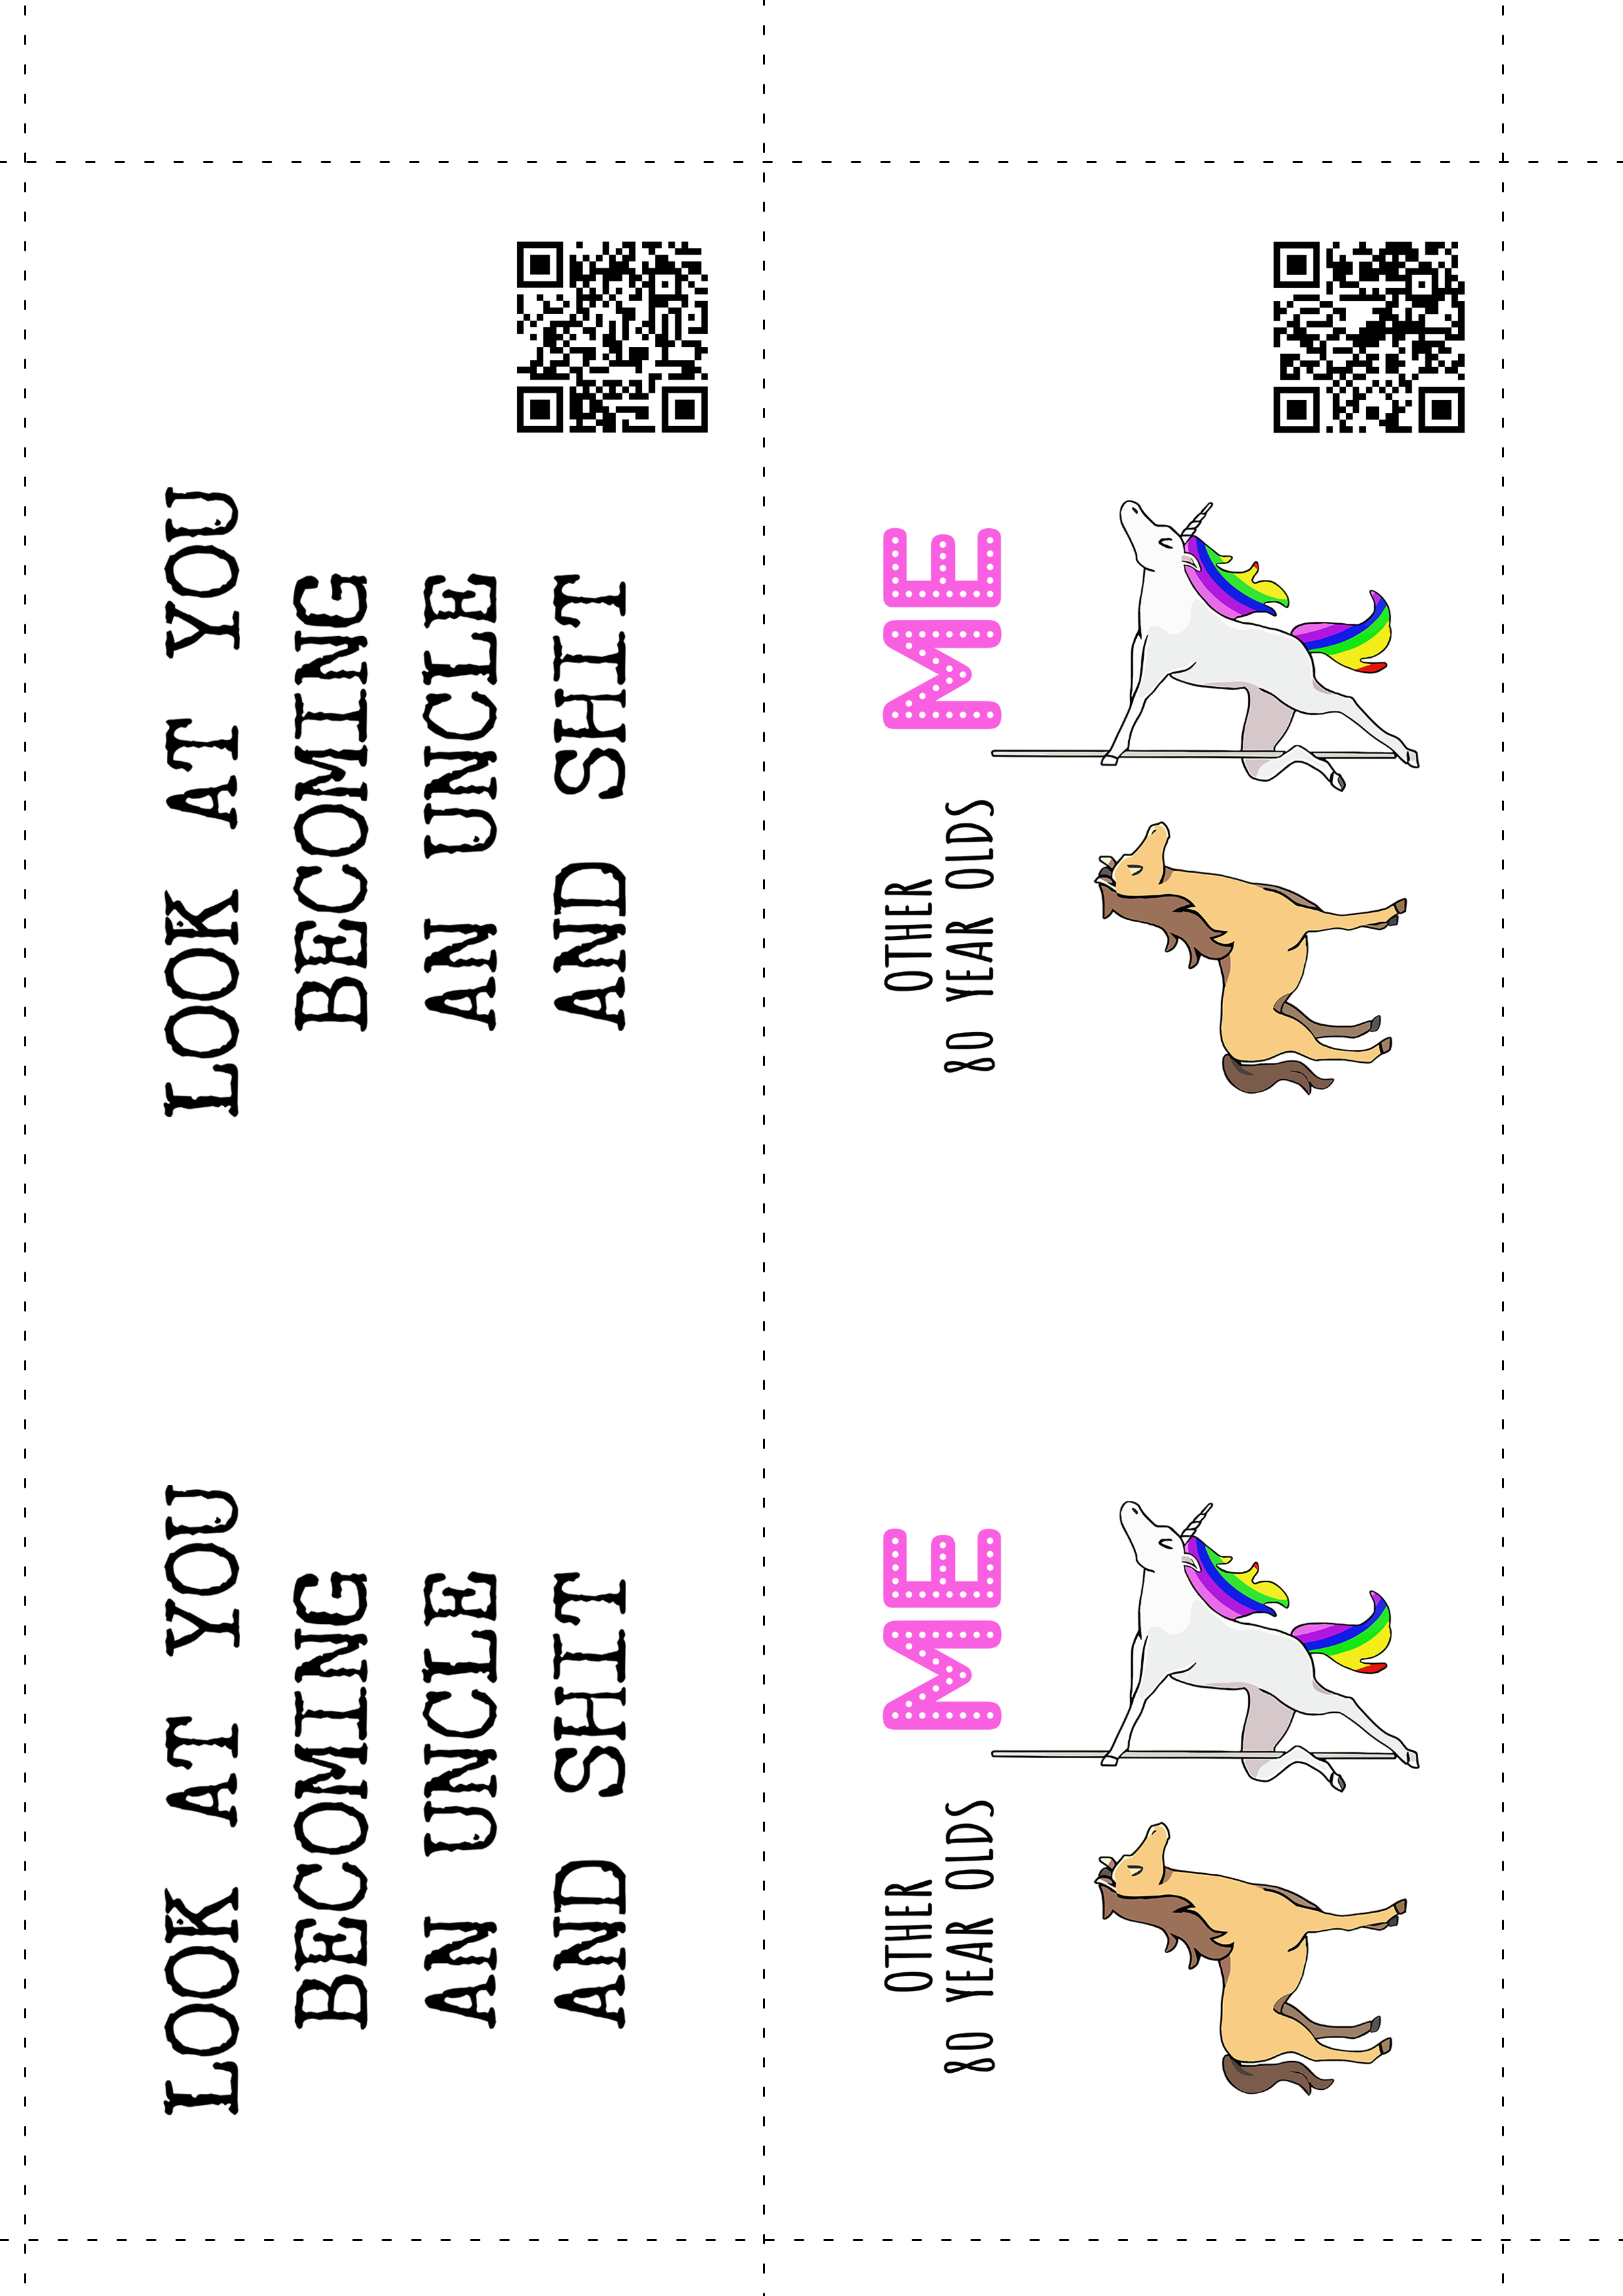 LOOK AT YOU
BECOMING
AN UNCLE
AND SHIT
OTHER
80 YEAR OLDS
ME
LOOK AT YOU
BECOMING
AN UNCLE
AND SHIT
OTHER
80 YEAR OLDS
ME